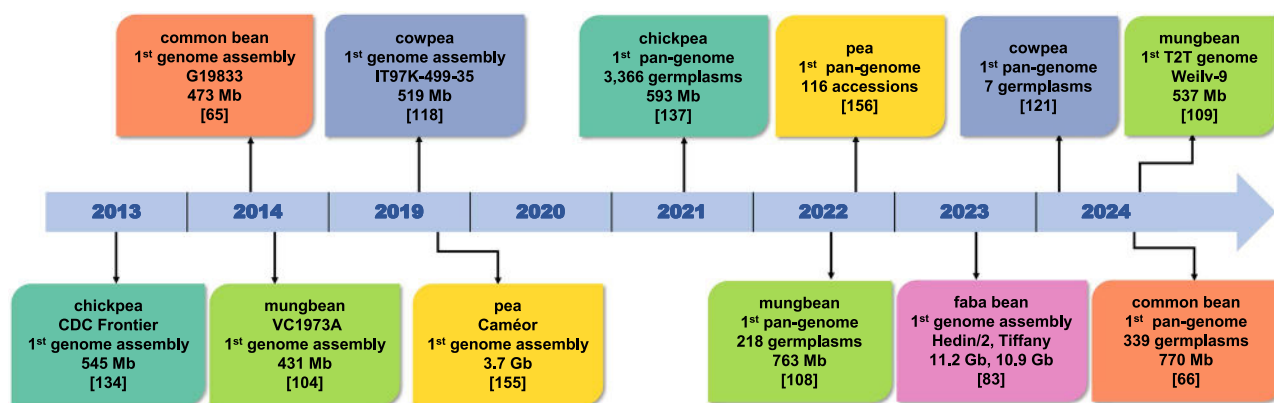 common bean
1st genome assembly
G19833
473 Mb
[65]
cowpea
1st genome assembly
IT97K-499-35
519 Mb
[118]
chickpea
1st pan-genome
3,366 germplasms
593 Mb
[137]
pea
1st pan-genome
116 accessions
[156]
cowpea
1st pan-genome
7 germplasms
[121]
mungbean
1st T2T genome
Weilv-9
537 Mb
[109]
2013
2014
2019
2020
2021
2022
2023
2024
chickpea
CDC Frontier
1st genome assembly
545 Mb
[134]
mungbean
VC1973A
1st genome assembly
431 Mb
[104]
pea
Caméor
1st genome assembly
3.7 Gb
[155]
mungbean
1st pan-genome
218 germplasms
763 Mb
[108]
faba bean
1st genome assembly
Hedin/2, Tiffany
11.2 Gb, 10.9 Gb
[83]
common bean
1st pan-genome
339 germplasms
770 Mb
[66]